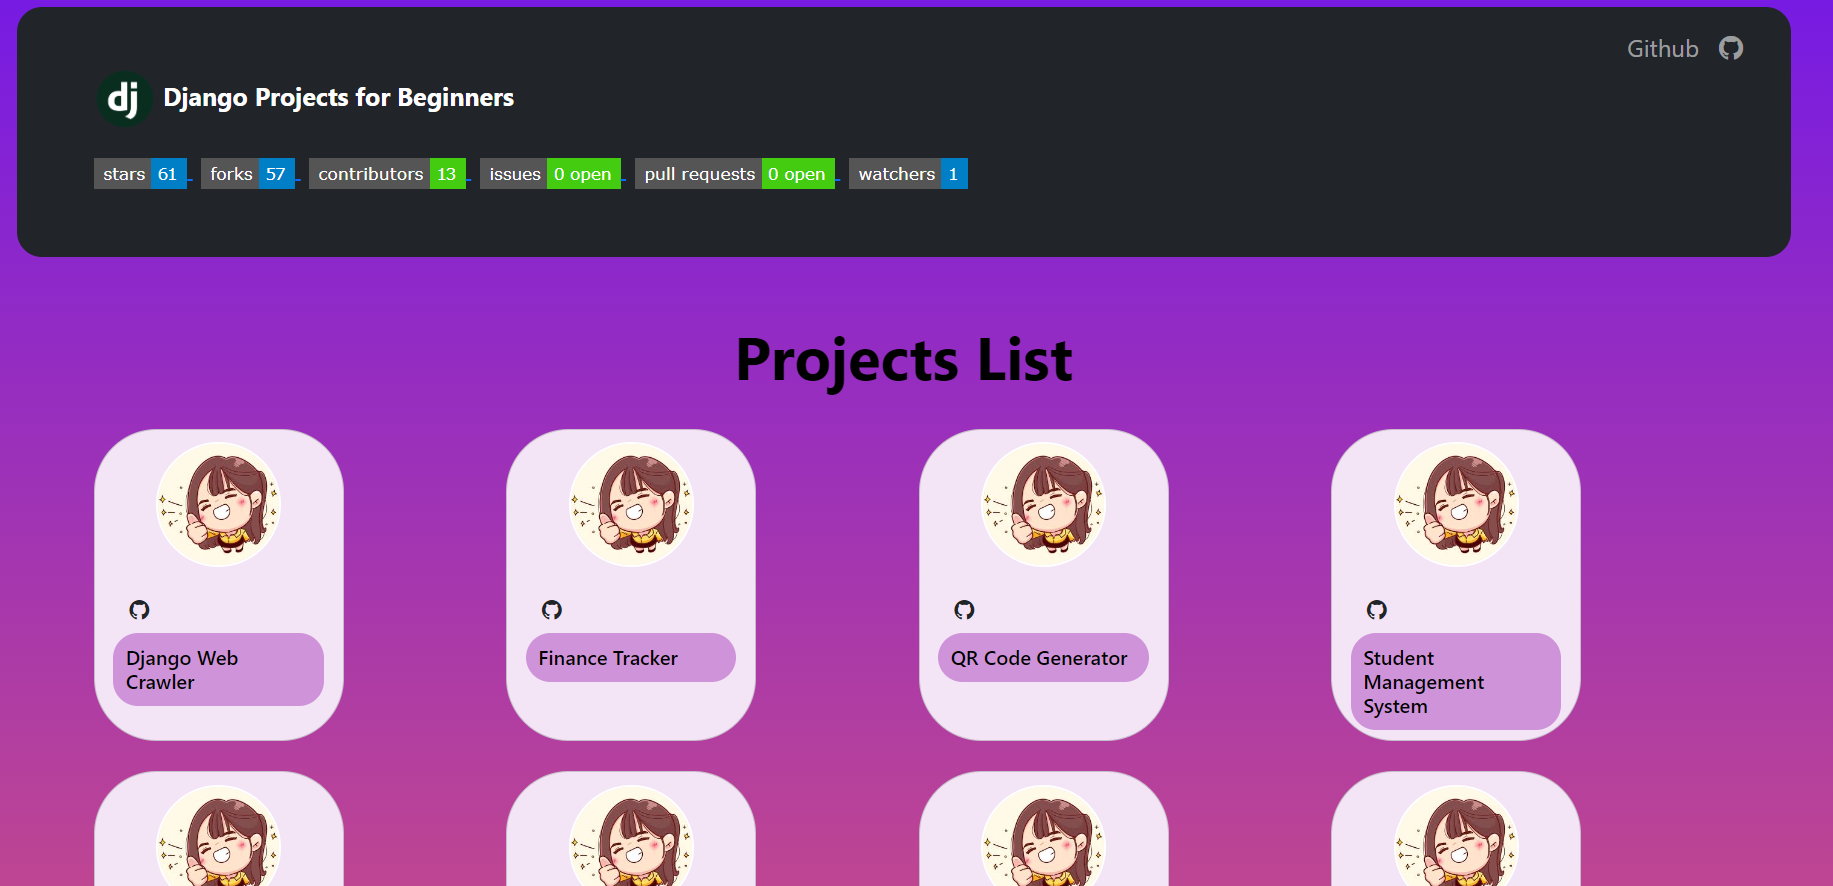 Github
dj
Django Projects for Beginners
stars 61 forks 57 contributors 13 issues 0 open pull requests 0 open watchers 1
Projects List
Django Web
Crawler
Finance Tracker
QR Code Generator
Student
Management
System